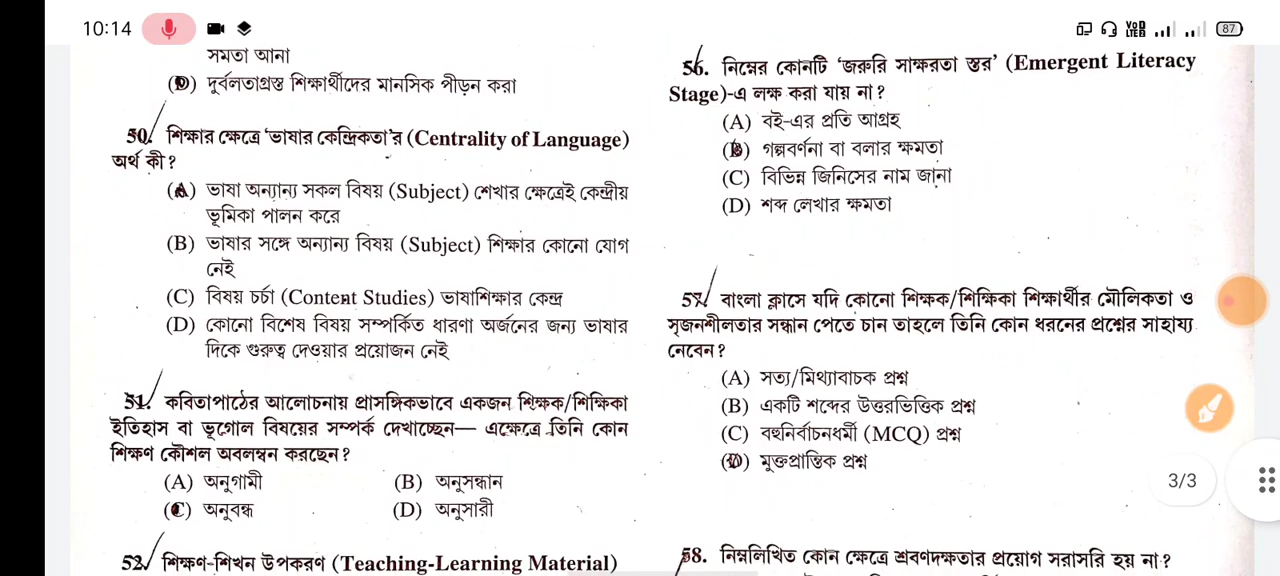 10:14
87
সমতা আনা
(D) দুর্বলতাগ্রস্ত শিক্ষার্থীদের মানসিক পীড়ন করা
50. শিক্ষার ক্ষেত্রে ‘ভাষার কেন্দ্রিকতা’র (Centrality of Language)
অর্থ কী?
(A) ভাষা অন্যান্য সকল বিষয় (Subject) শেখার ক্ষেত্রেই কেন্দ্রীয়
ভূমিকা পালন করে
(B) ভাষার সঙ্গে অন্যান্য বিষয় (Subject) শিক্ষার কোনো যোগ
নেই
(C) বিষয় চর্চা (Content Studies) ভাষাশিক্ষার কেন্দ্র
(D) কোনো বিশেষ বিষয় সম্পর্কিত ধারণা অর্জনের জন্য ভাষার
দিকে গুরুত্ব দেওয়ার প্রয়োজন নেই
51. কবিতাপাঠের আলোচনায় প্রাসঙ্গিকভাবে একজন শিক্ষক/শিক্ষিকা
ইতিহাস বা ভূগোল বিষয়ের সম্পর্ক দেখাচ্ছেন— এক্ষেত্রে তিনি কোন
শিক্ষণ কৌশল অবলম্বন করছেন?
(A) অনুগামী (B) অনুসন্ধান
(C) অনুবন্ধ (D) অনুসারী
52. শিক্ষণ-শিখন উপকরণ (Teaching-Learning Material)
56. নিম্নের কোনটি ‘জরুরি সাক্ষরতা স্তর’ (Emergent Literacy
Stage)-এ লক্ষ করা যায় না?
(A) বই-এর প্রতি আগ্রহ
(B) গল্পবর্ণনা বা বলার ক্ষমতা
(C) বিভিন্ন জিনিসের নাম জানা
(D) শব্দ লেখার ক্ষমতা
57. বাংলা ক্লাসে যদি কোনো শিক্ষক/শিক্ষিকা শিক্ষার্থীর মৌলিকতা ও
সৃজনশীলতার সন্ধান পেতে চান তাহলে তিনি কোন ধরনের প্রশ্নের সাহায্য
নেবেন?
(A) সত্য/মিথ্যাবাচক প্রশ্ন
(B) একটি শব্দের উত্তরভিত্তিক প্রশ্ন
(C) বহুনির্বাচনধর্মী (MCQ) প্রশ্ন
(D) মুক্তপ্রান্তিক প্রশ্ন
3/3
58. নিম্নলিখিত কোন ক্ষেত্রে শ্রবণদক্ষতার প্রয়োগ সরাসরি হয় না?